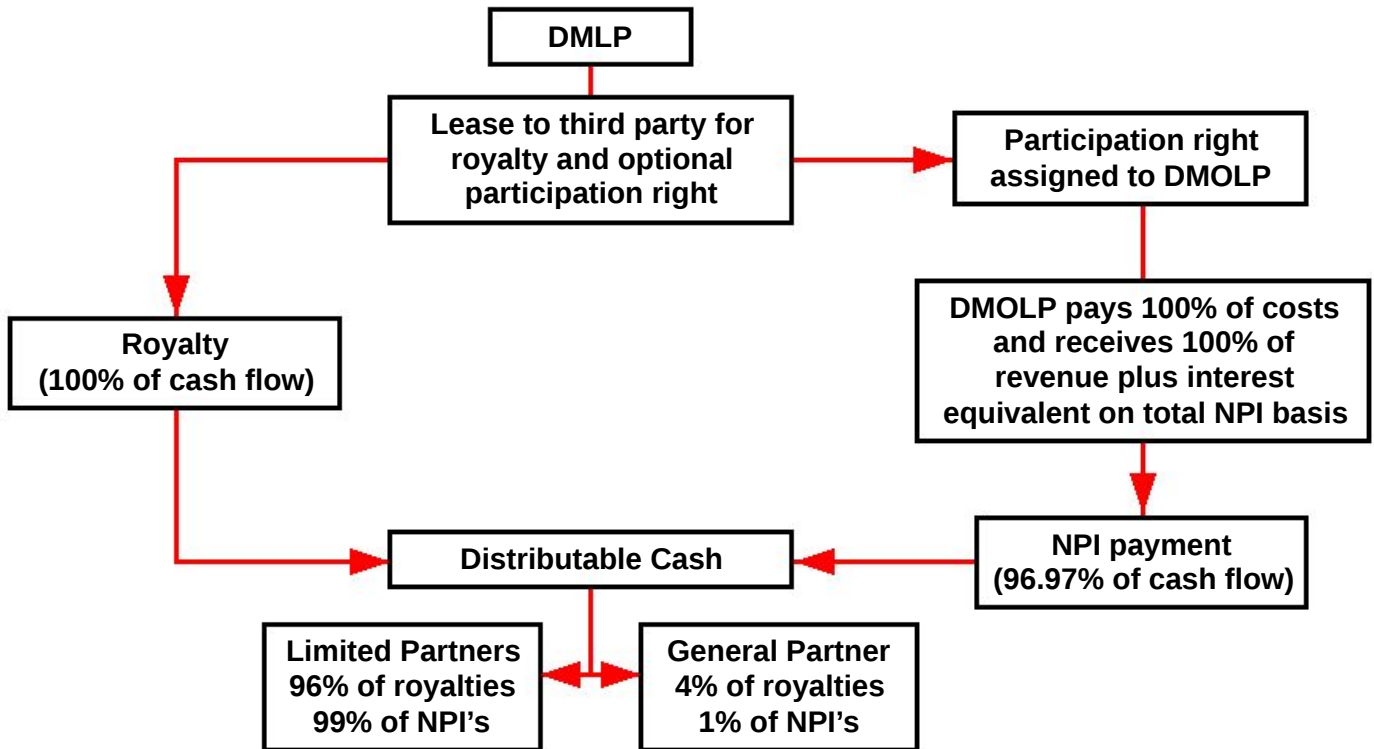 DMLP
Lease to third party for
royalty and optional
participation right
Participation right
assigned to DMOLP
Royalty
(100% of cash flow)
DMOLP pays 100% of costs
and receives 100% of
revenue plus interest
equivalent on total NPI basis
Distributable Cash
NPI payment
(96.97% of cash flow)
Limited Partners
96% of royalties
99% of NPI’s
General Partner
4% of royalties
1% of NPI’s